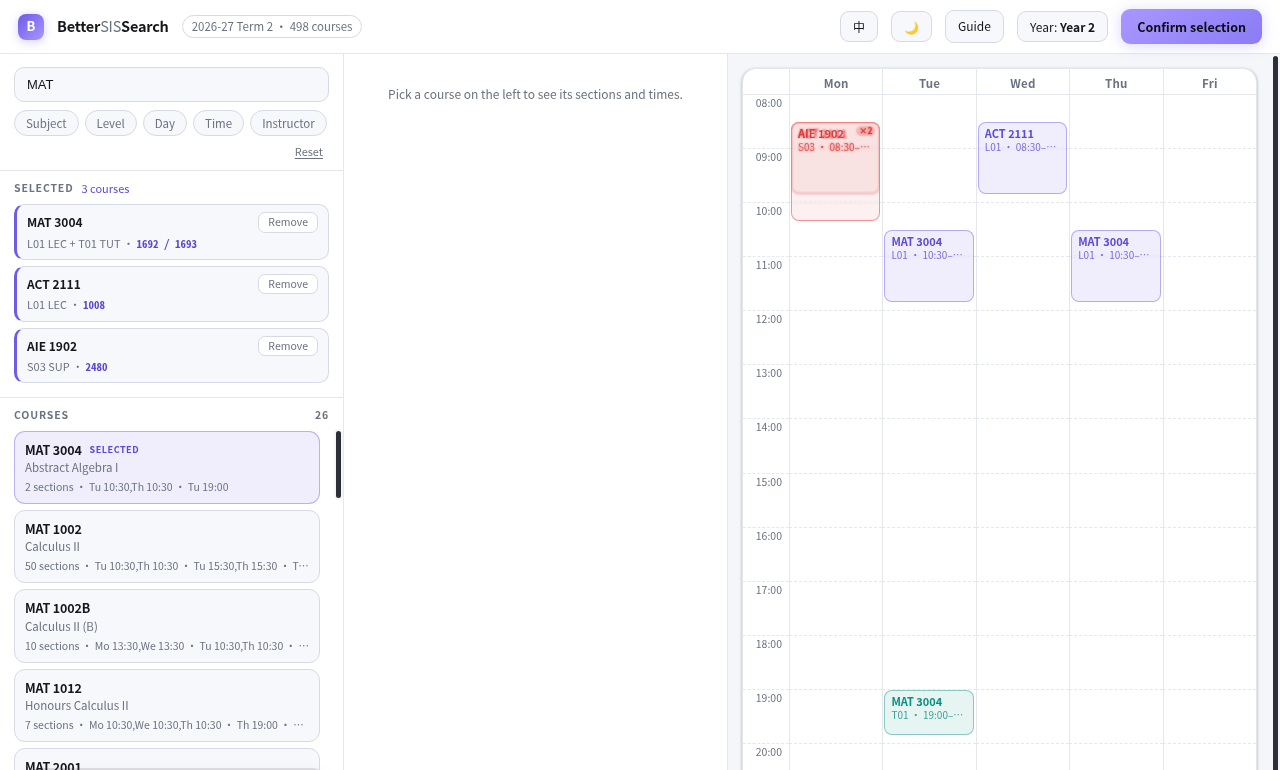 B BetterSISSearch 2026-27 Term 2 • 498 courses 中 🌙 Guide Year: Year 2 Confirm selection
MAT
Subject Level Day Time Instructor
Reset
SELECTED 3 courses
MAT 3004 Remove
L01 LEC + T01 TUT • 1692 / 1693
ACT 2111 Remove
L01 LEC • 1008
AIE 1902 Remove
S03 SUP • 2480
COURSES 26
MAT 3004 SELECTED
Abstract Algebra I
2 sections • Tu 10:30,Th 10:30 • Tu 19:00
MAT 1002
Calculus II
50 sections • Tu 10:30,Th 10:30 • Tu 15:30,Th 15:30 • T···
MAT 1002B
Calculus II (B)
10 sections • Mo 13:30,We 13:30 • Tu 10:30,Th 10:30 • ···
MAT 1012
Honours Calculus II
7 sections • Mo 10:30,We 10:30,Th 10:30 • Th 19:00 • ···
MAT 2001
Pick a course on the left to see its sections and times.
Mon Tue Wed Thu Fri
08:00
AIE 1902 ×2
S03 • 08:30–···
ACT 2111
L01 • 08:30–···
09:00
10:00
MAT 3004
L01 • 10:30–···
MAT 3004
L01 • 10:30–···
11:00
12:00
13:00
14:00
15:00
16:00
17:00
18:00
19:00
MAT 3004
T01 • 19:00–···
20:00